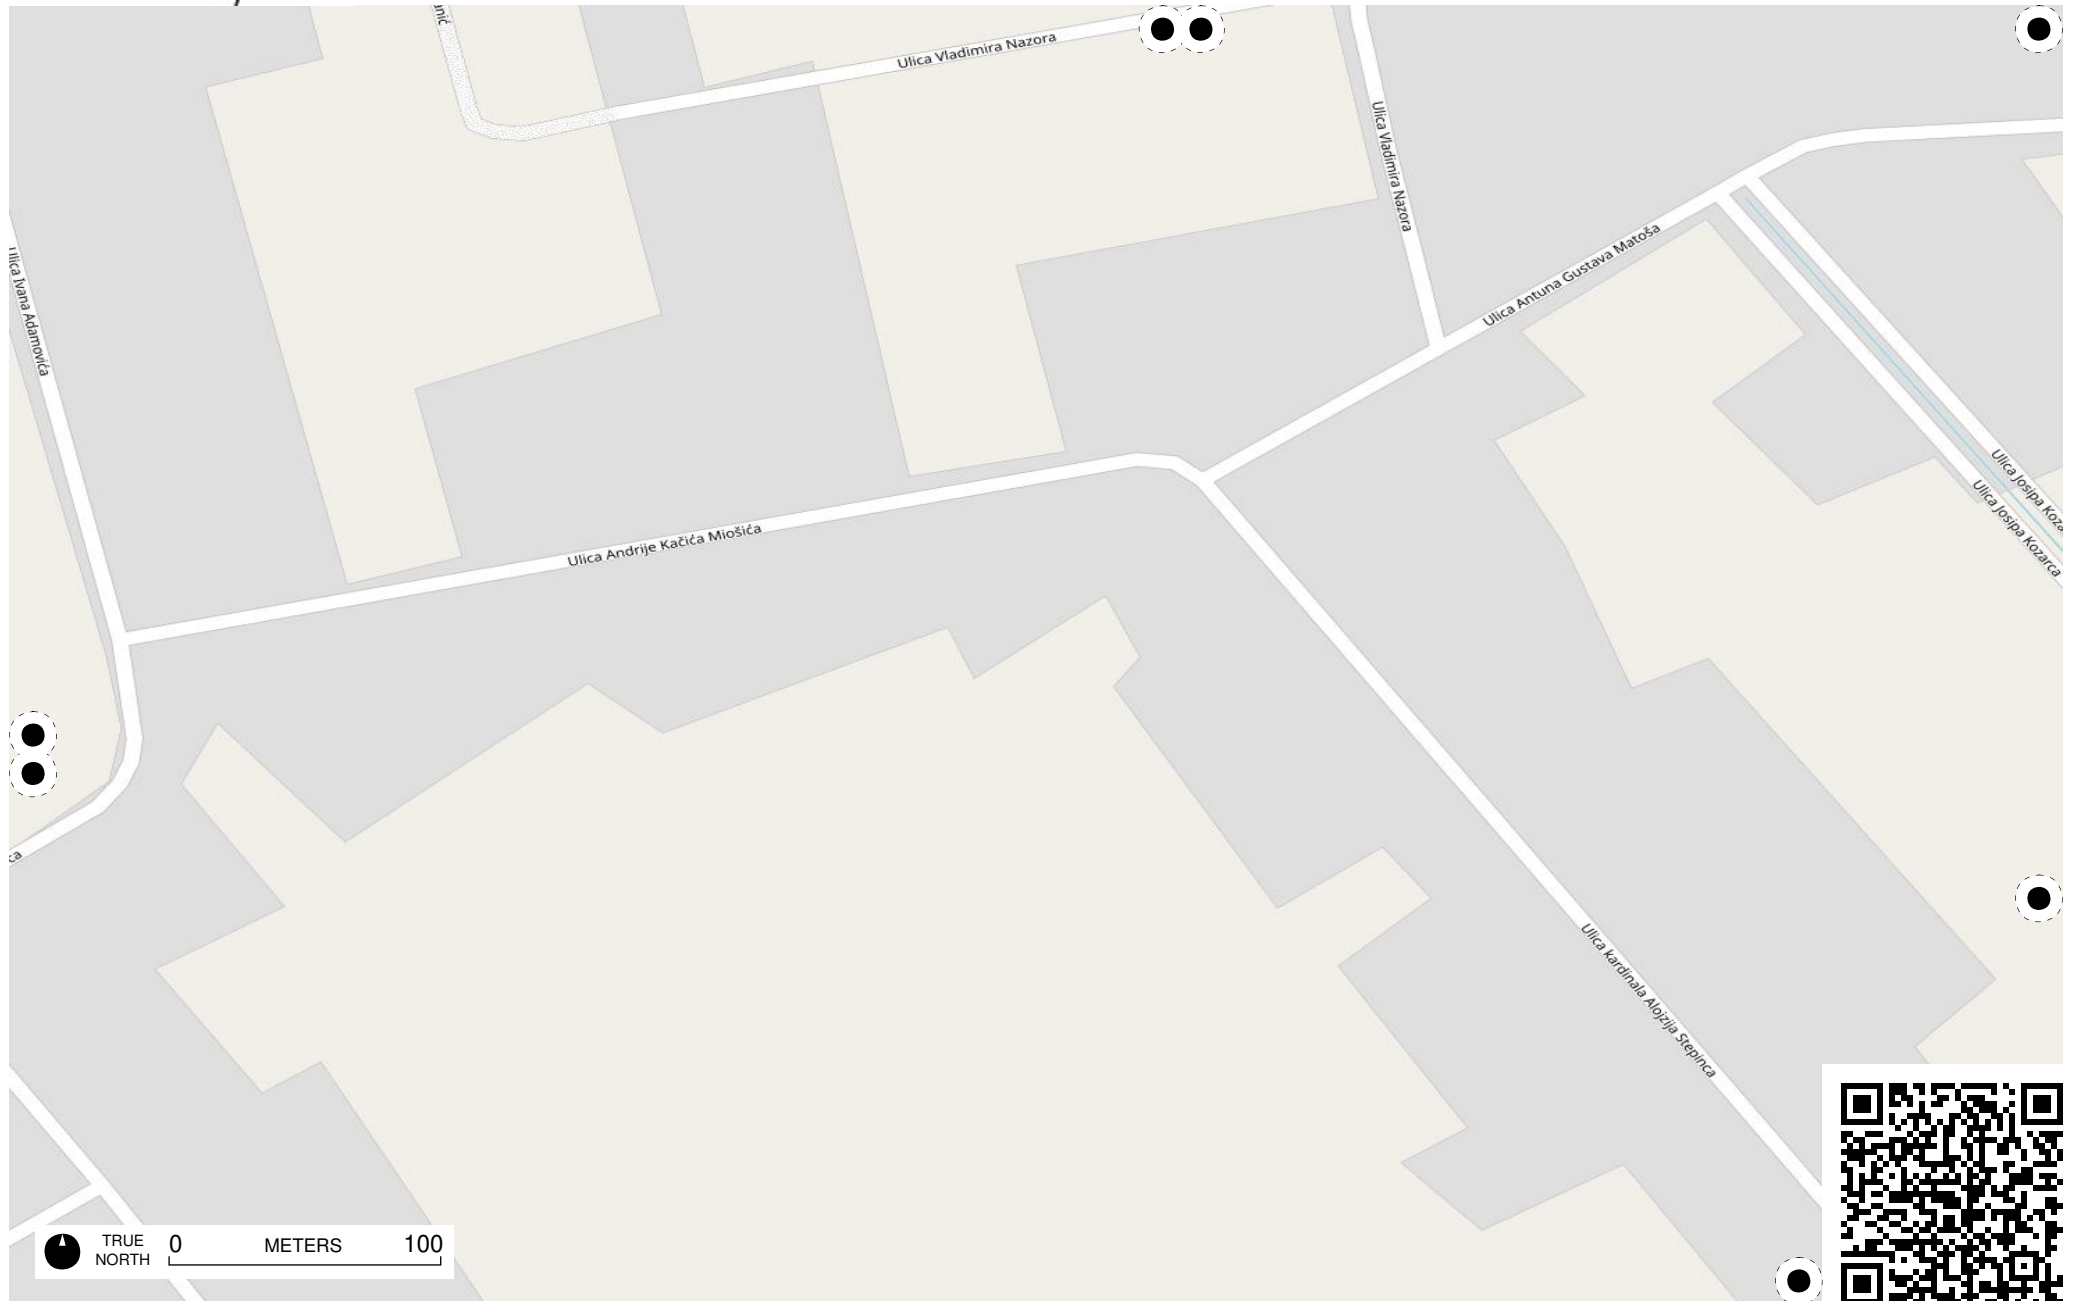 Ulica Vladimira Nazora
Ulica Vladimira Nazora
Ulica Antuna Gustava Matoša
Ulica Ivana Adamovića
Ulica Josipa
Ulica Josipa Kozarca
Ulica Andrije Kačića Miošića
Ulica kardinala Alojzija Stepinca
TRUE
NORTH
0 METERS 100